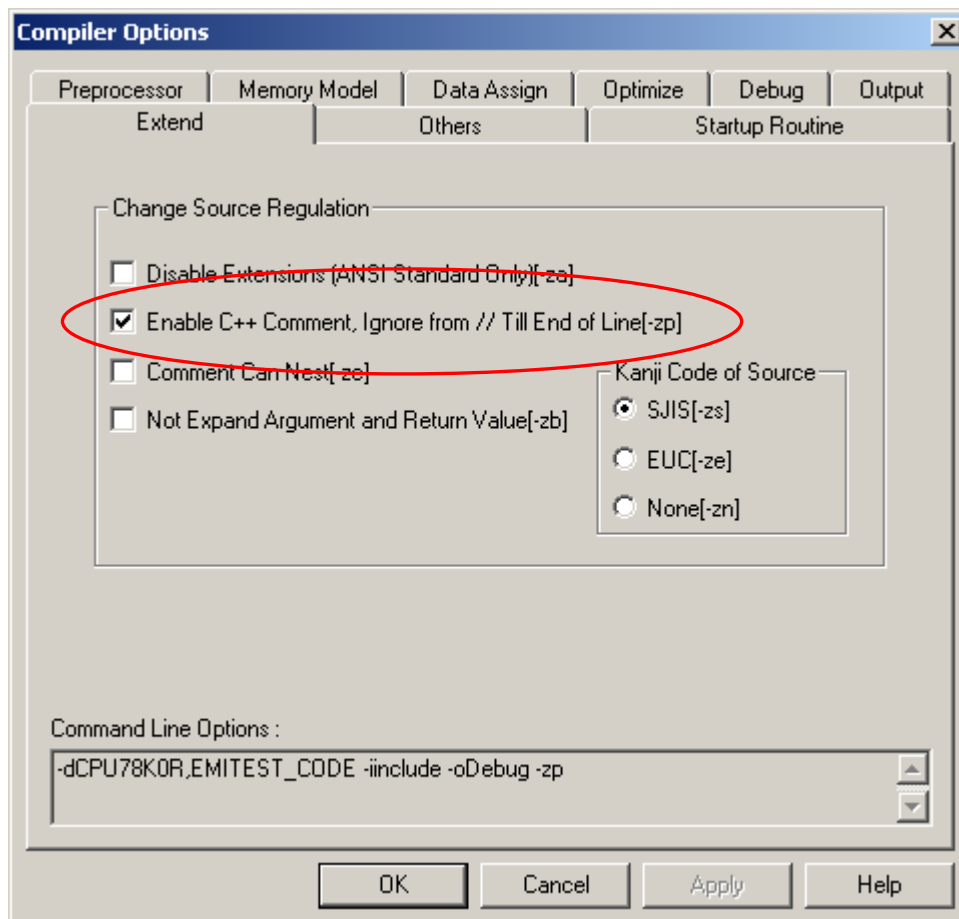 Compiler Options
Preprocessor Memory Model Data Assign Optimize Debug Output
Extend Others Startup Routine
Change Source Regulation
Disable Extensions (ANSI Standard Only)[-za]
Enable C++ Comment, Ignore from // Till End of Line[-zp]
Comment Can Nest[-zc]
Not Expand Argument and Return Value[-zb]
Kanji Code of Source
SJIS[-zs]
EUC[-ze]
None[-zn]
Command Line Options :
-dCPU78K0R,EMITEST_CODE -iinclude -oDebug -zp
OK Cancel Apply Help